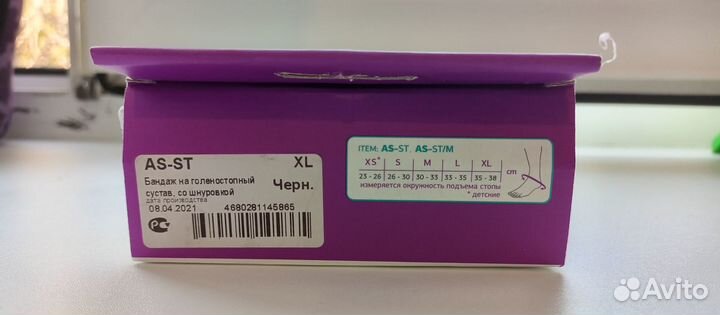 AS-ST XL
Бандаж на голеностопный
сустав, со шнуровкой
Черн.
дата производства
08.04.2021
4680281145865
РС
ITEM: AS-ST, AS-ST/M
XS* S M L XL
23 - 26 26 - 30 30 - 33 33 - 35 35 - 38 cm
измеряется окружность подъема стопы
* детские
Avito